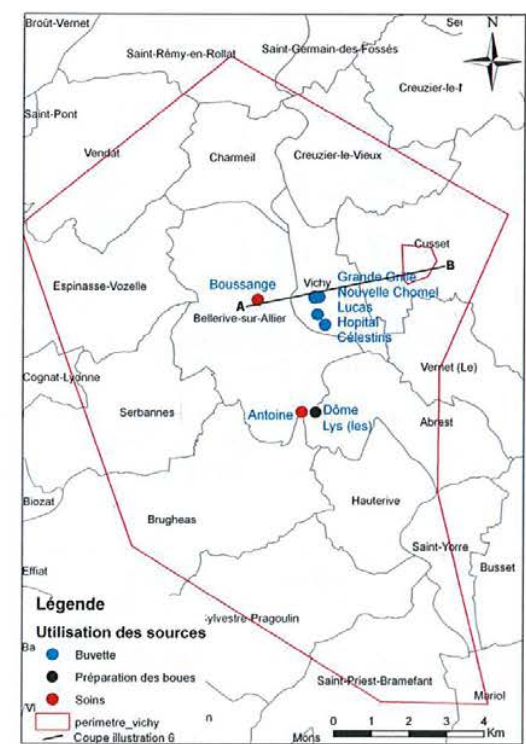 Broût-Vernet
Saint-Rémy-en-Rollat
Saint-Germain-des-Fossés
N
Creuzier-le-
Saint-Pont
Vendat
Charmeil
Creuzier-le-Vieux
Cusset
Espinasse-Vozelle
Boussange
A
Vichy
Grande Grille
B
Nouvelle Chomel
Lucas
Bellerive-sur-Allier
Hopital
Célestins
Cognat-Lyonne
Vernet (Le)
Serbannes
Antoine
Dôme
Lys (les)
Abrest
Biozat
Hauterive
Brugheas
Saint-Yorre
Busset
Effiat
Légende
ylvestre-Pragoulin
Utilisation des sources
Ba
Buvette
Préparation des boues
Saint-Priest-Bramefant
Soins
Mariol
perimetre_vichy
n
0 1 2 3 4
Coupe illustration 6
Mons
Km